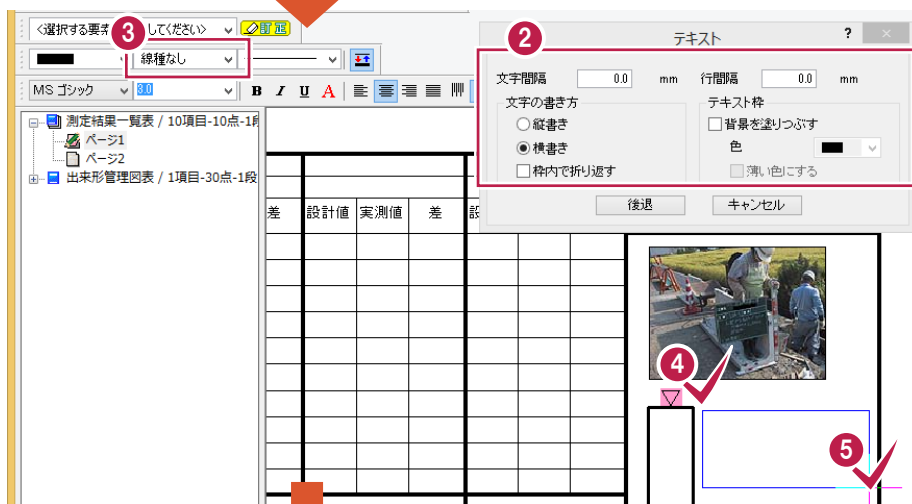 <選択する要素
してください>
訂正
3
線種なし
MS ゴシック
3.0
B I U A
測定結果一覧表 / 10項目-10点-1段
ページ1
ページ2
出来形管理図表 / 1項目-30点-1段
2
テキスト
?
×
文字間隔 0.0 mm 行間隔 0.0 mm
文字の書き方
縦書き
横書き
枠内で折り返す
テキスト枠
背景を塗りつぶす
色
薄い色にする
後退 キャンセル
差 設計値 実測値 差
4
5